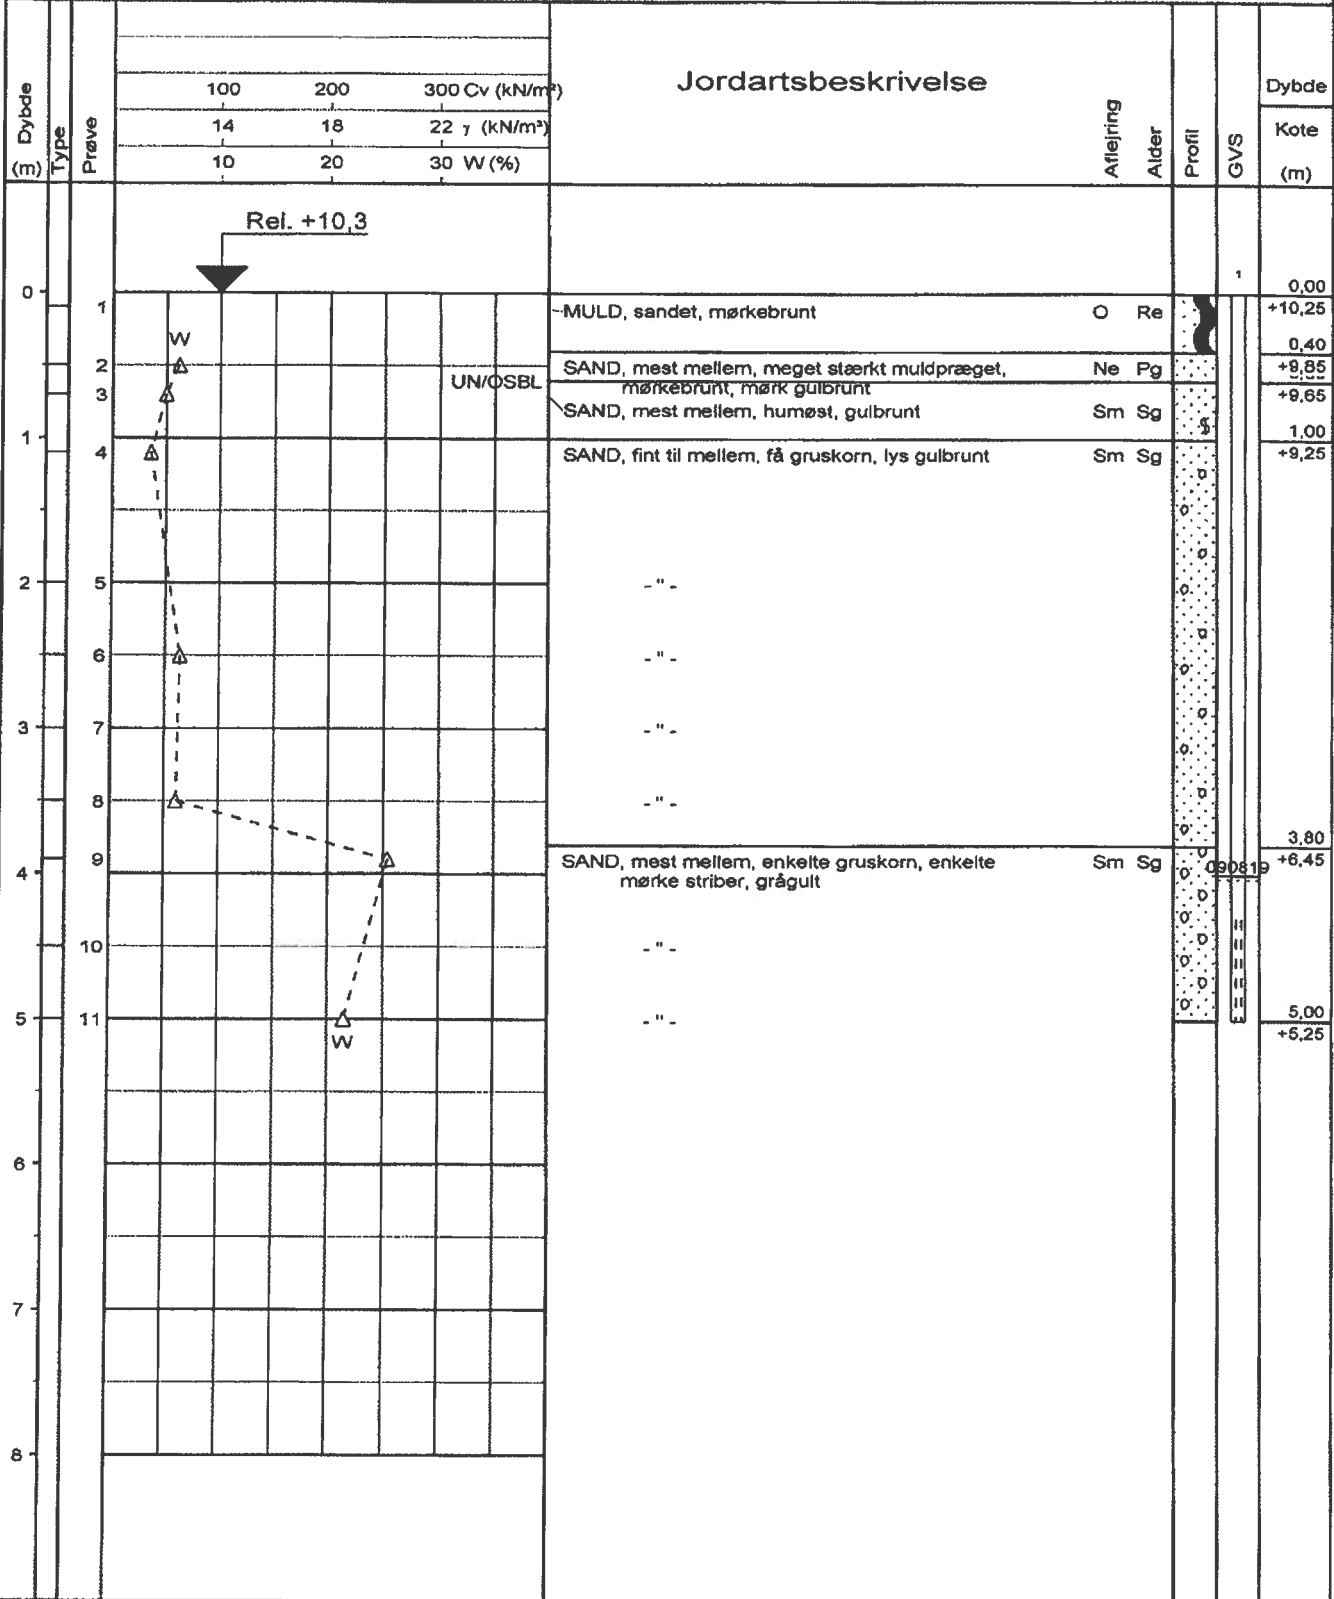 Dybde
(m)
Type
Prøve
100 200 300 Cv (kN/m²)
14 18 22 γ (kN/m³)
10 20 30 W (%)
Jordartsbeskrivelse
Aflejring
Alder
Profil
GVS
Dybde
Kote
(m)
Rel. +10,3
1
0,00
0
1 MULD, sandet, mørkebrunt O Re +10,25
W
0,40
2 SAND, mest mellem, meget stærkt muldpræget, Ne Pg +9,85
UN/OSBL
mørkebrunt, mørk gulbrunt
3 +9,65
SAND, mest mellem, humøst, gulbrunt Sm Sg
S
1 1,00
4 SAND, fint til mellem, få gruskorn, lys gulbrunt Sm Sg +9,25
2 5 - " -
6 - " -
3 7 - " -
8 - " -
3,80
9 SAND, mest mellem, enkelte gruskorn, enkelte Sm Sg +6,45
4 090819
mørke striber, grågult
10 - " -
5 11 - " - 5,00
+5,25
W
6
7
8